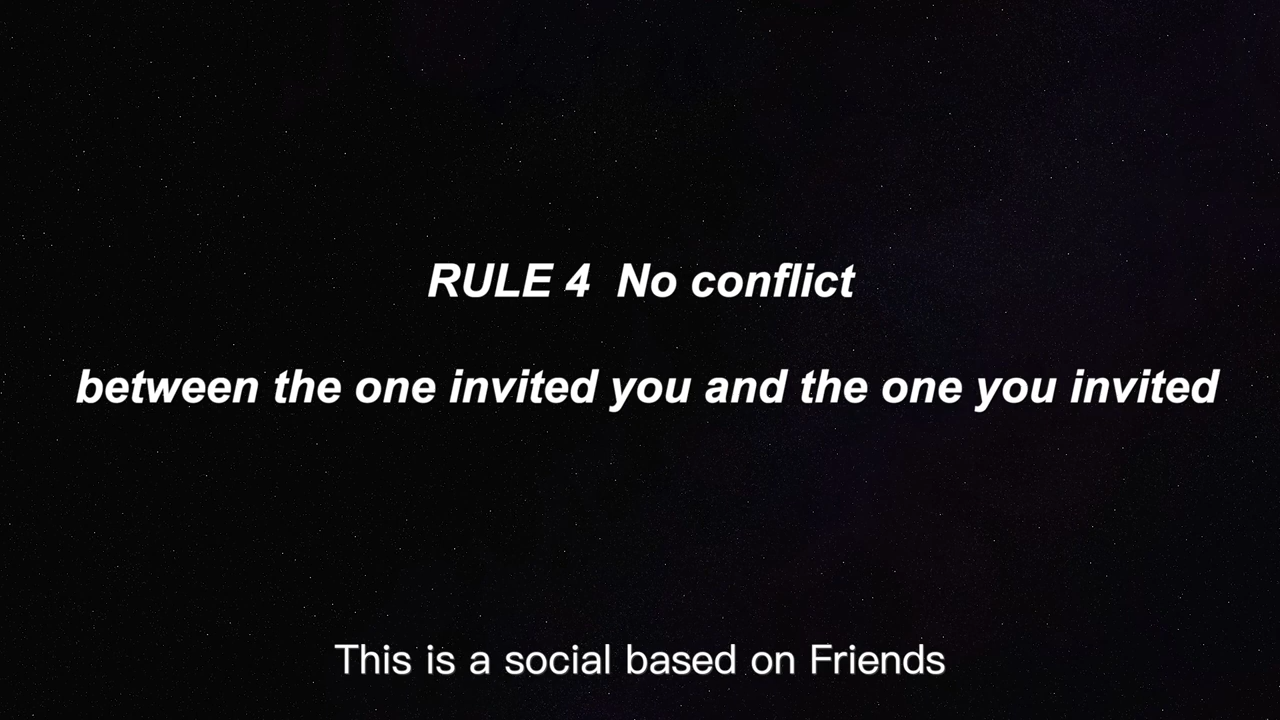 RULE 4  No conflict
between the one invited you and the one you invited
This is a social based on Friends